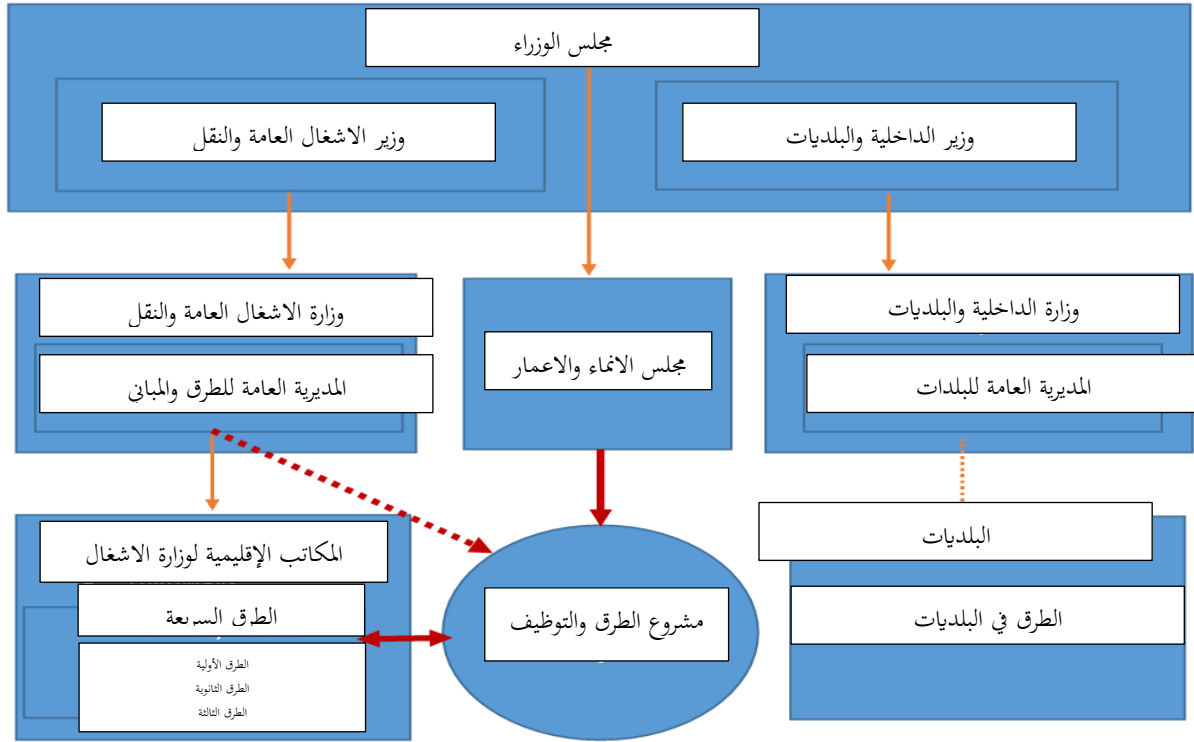 مجلس الوزراء
وزير الداخلية والبلديات
وزير الاشغال العامة والنقل
وزارة الداخلية والبلديات
المديرية العامة للبلدات
مجلس الانماء والاعمار
وزارة الاشغال العامة والنقل
المديرية العامة للطرق والمباني
البلديات
الطرق في البلديات
مشروع الطرق والتوظيف
المكاتب الإقليمية لوزارة الاشغال
الطرق السريعة
الطرق الأولية
الطرق الثانوية
الطرق الثالثة